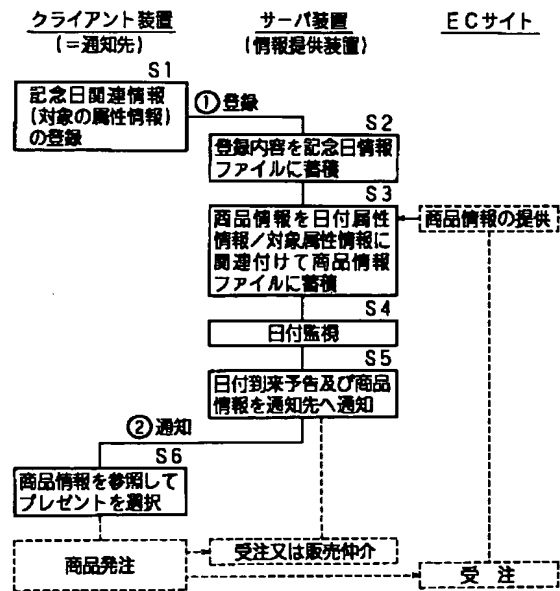 クライアント装置
(=通知先)
サーバ装置
(情報提供装置)
ECサイト
S1
記念日関連情報
(対象の属性情報)
の登録
①登録
S2
登録内容を記念日情報
ファイルに蓄積
S3
商品情報を日付属性
情報/対象属性情報に
関連付けて商品情報
ファイルに蓄積
商品情報の提供
S4
日付監視
S5
日付到来予告及び商品
情報を通知先へ通知
②通知
S6
商品情報を参照して
プレゼントを選択
商品発注
受注又は販売仲介
受 注